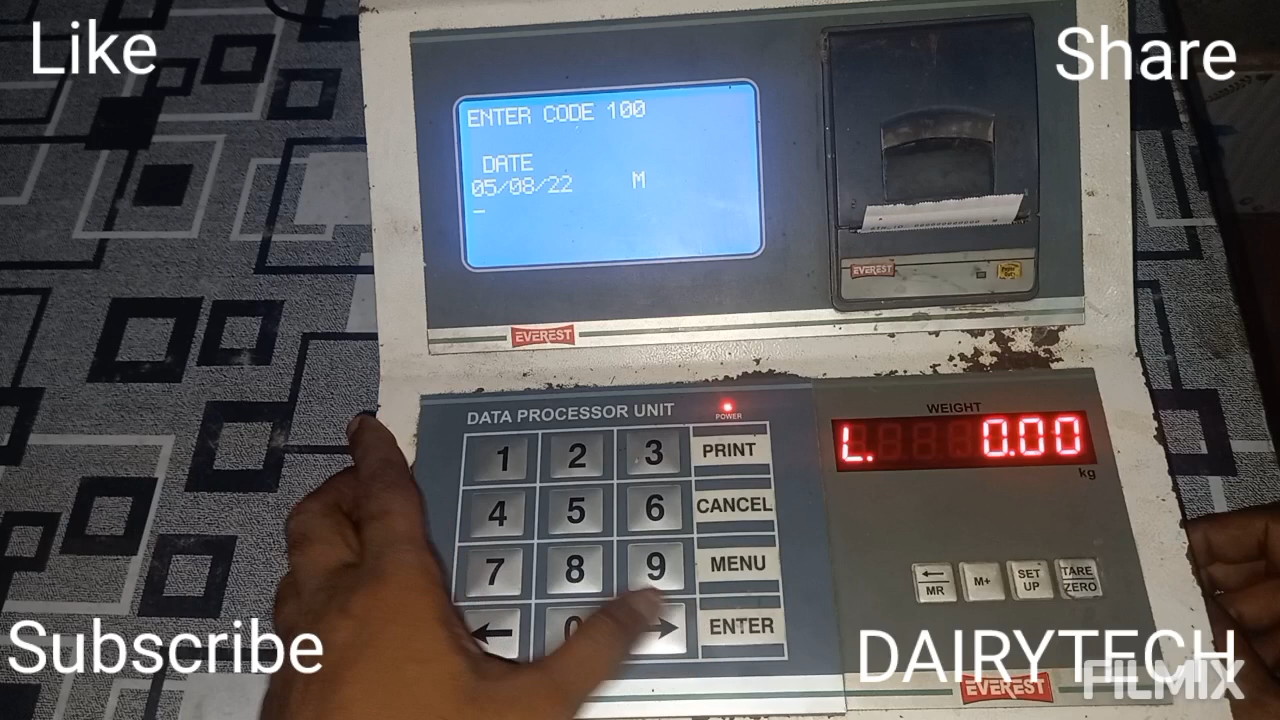 Like
Share
ENTER CODE 100
DATE
05/08/22 M
EVEREST
EVEREST
DATA PROCESSOR UNIT
POWER
1 2 3 PRINT
4 5 6 CANCEL
7 8 9 MENU
← 0 → ENTER
WEIGHT
L. 0.00
kg
← MR
M+
SET UP
TARE ZERO
Subscribe
DAIRYTECH
FILMIX
EVEREST